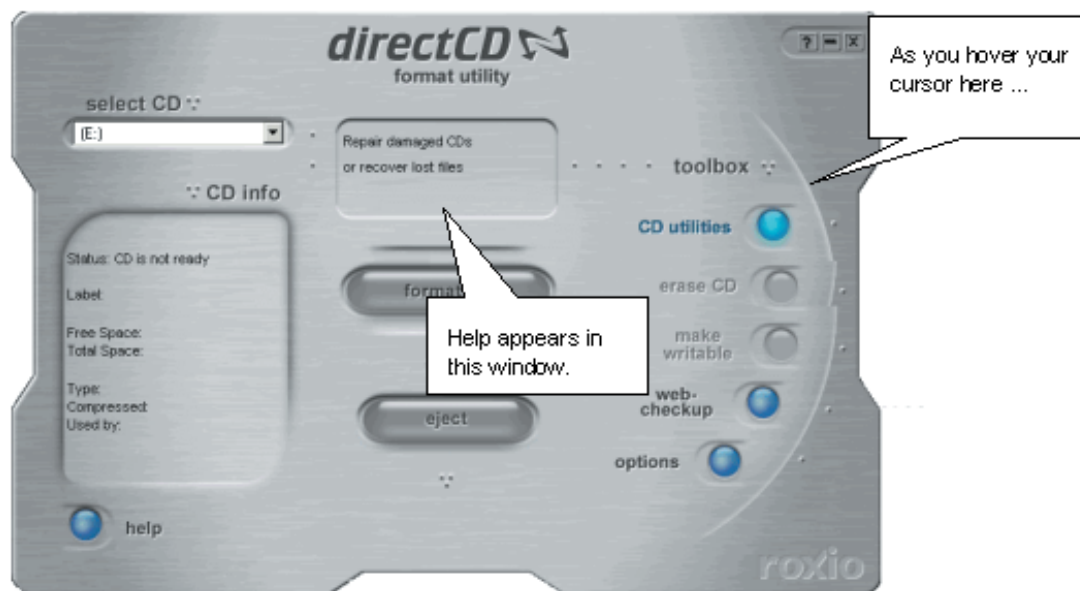 directCD
format utility
select CD
(E:)
Repair damaged CDs
or recover lost files
CD info
Status: CD is not ready
Label:
Free Space:
Total Space:
Type:
Compressed:
Used by:
help
format
eject
toolbox
CD utilities
erase CD
make
writable
web-
checkup
options
? – X
As you hover your
cursor here ...
Help appears in
this window.
roxio